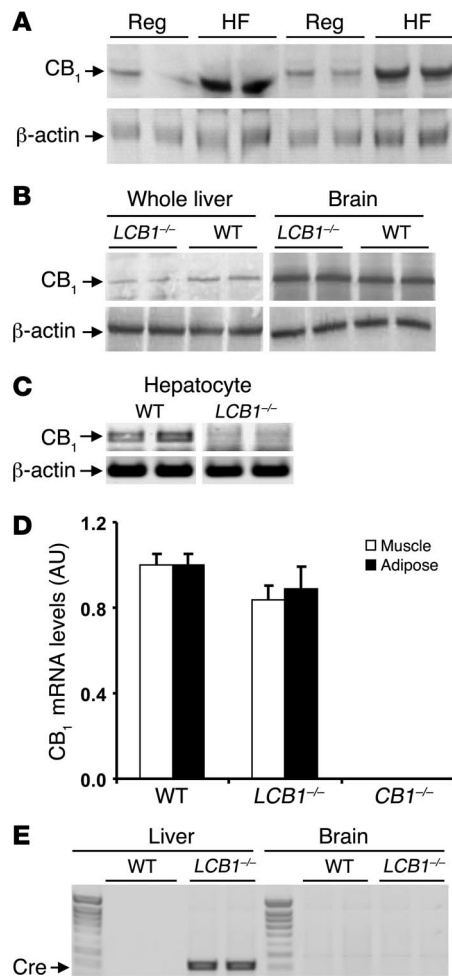 A
Reg HF Reg HF
CB1
β-actin
B
Whole liver Brain
LCB1–/– WT LCB1–/– WT
CB1
β-actin
C
Hepatocyte
WT LCB1–/–
CB1
β-actin
D
1.2
0.8
0.4
0.0
CB1 mRNA levels (AU)
Muscle
Adipose
WT LCB1–/– CB1–/–
E
Liver Brain
WT LCB1–/– WT LCB1–/–
Cre